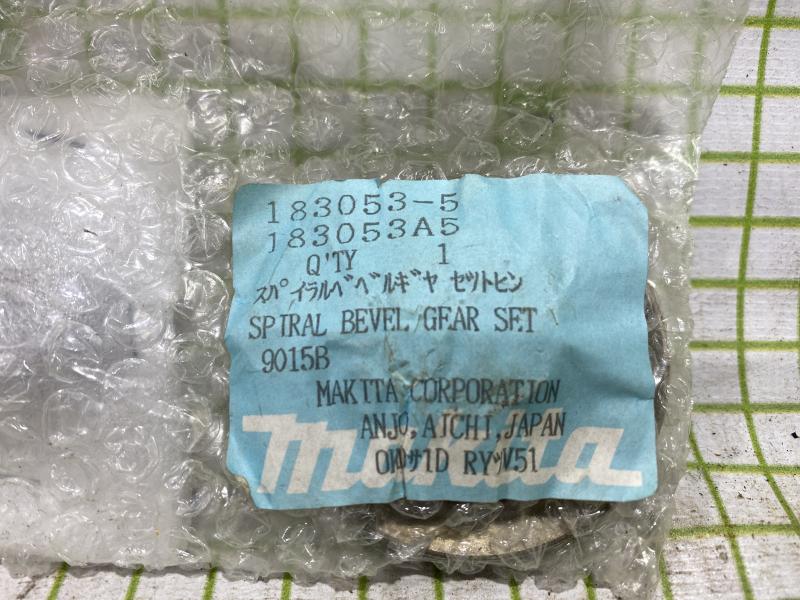 183053-5
183053A5
Q'TY 1
スパイラルベベルギヤ セツトヒン
SPIRAL BEVEL GEAR SET
9015B
MAKITA CORPORATION
ANJO, AICHI, JAPAN
makita